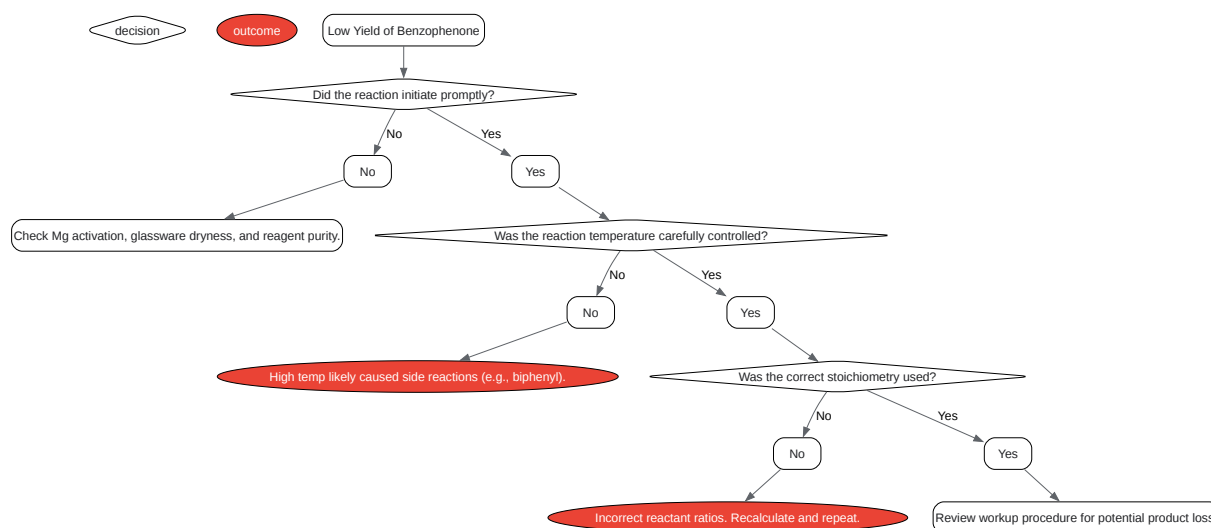 decision
outcome
Low Yield of Benzophenone
Did the reaction initiate promptly?
No
Yes
No
Yes
Check Mg activation, glassware dryness, and reagent purity.
Was the reaction temperature carefully controlled?
No
Yes
No
Yes
High temp likely caused side reactions (e.g., biphenyl).
Was the correct stoichiometry used?
No
Yes
No
Yes
Incorrect reactant ratios. Recalculate and repeat.
Review workup procedure for potential product loss